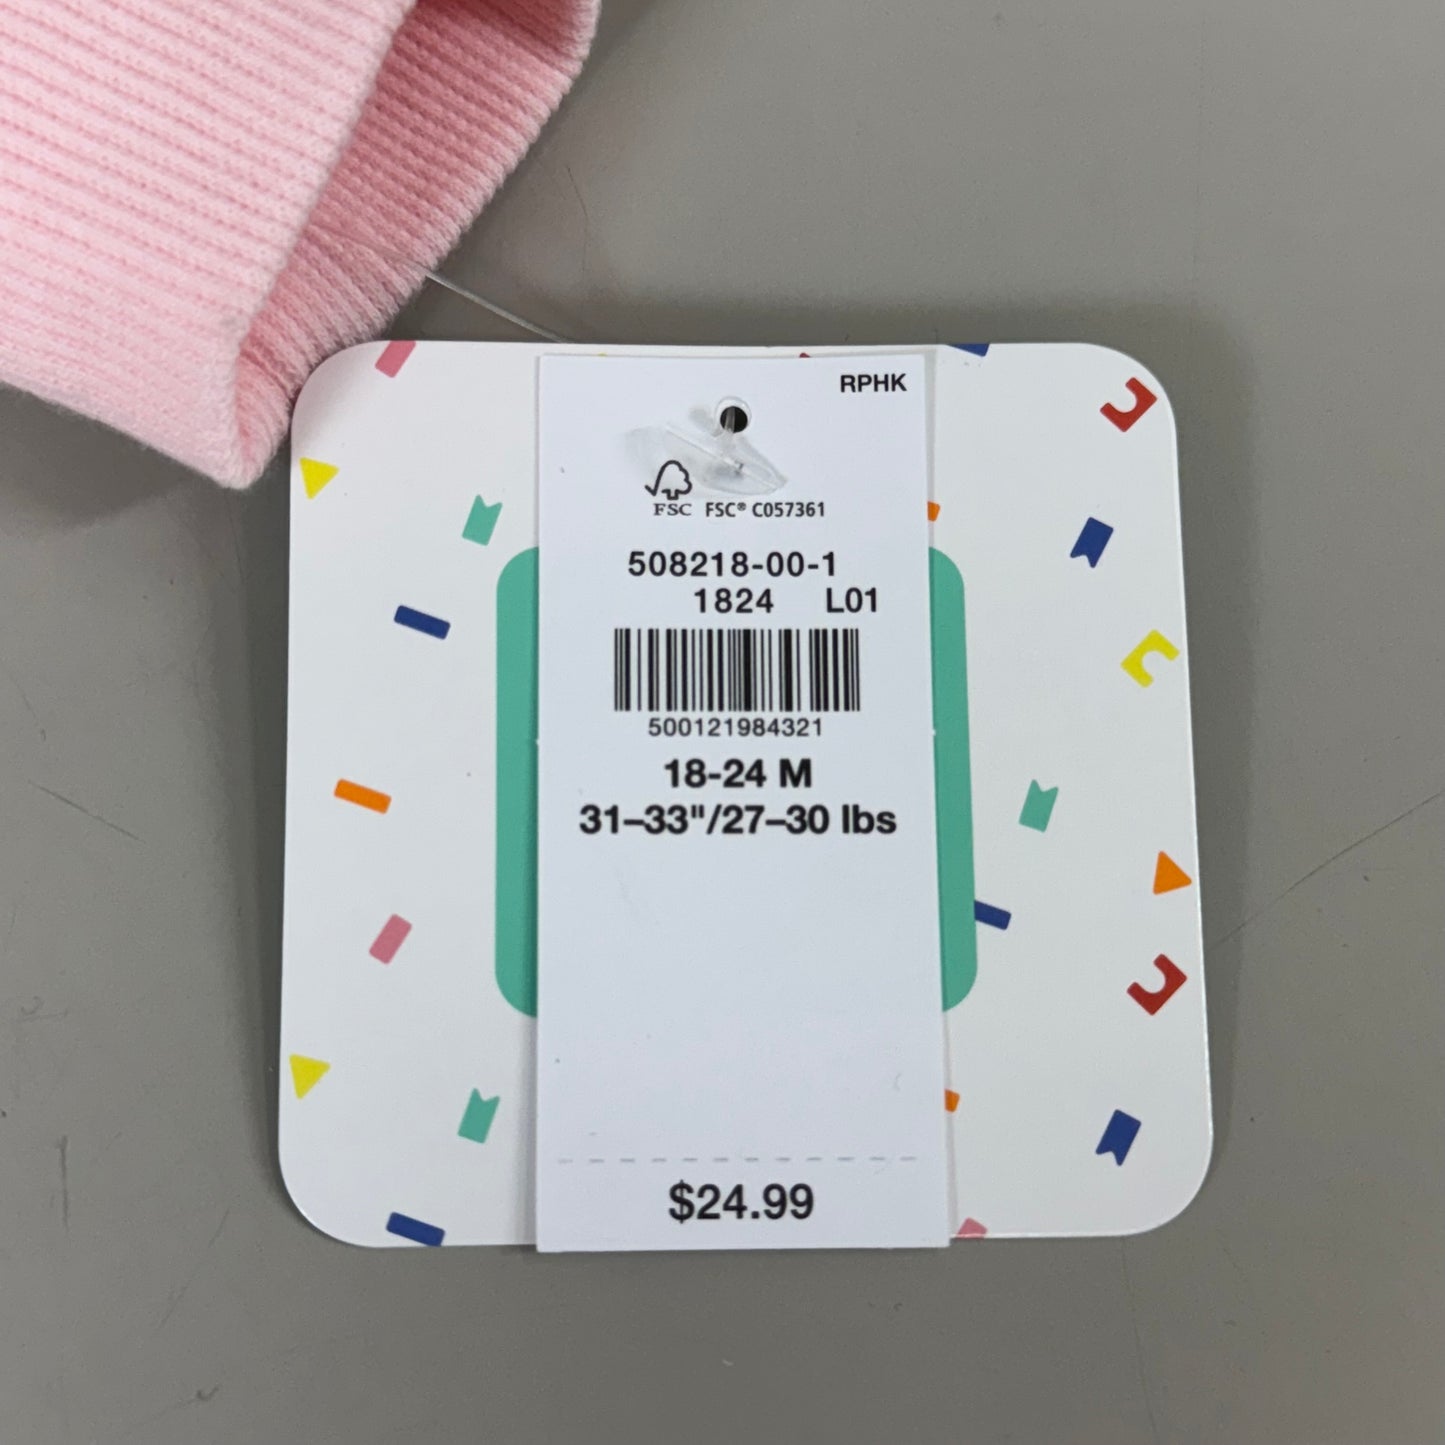 RPHK
FSC FSC® C057361
508218-00-1
1824 L01
500121984321
18-24 M
31–33"/27–30 lbs
$24.99